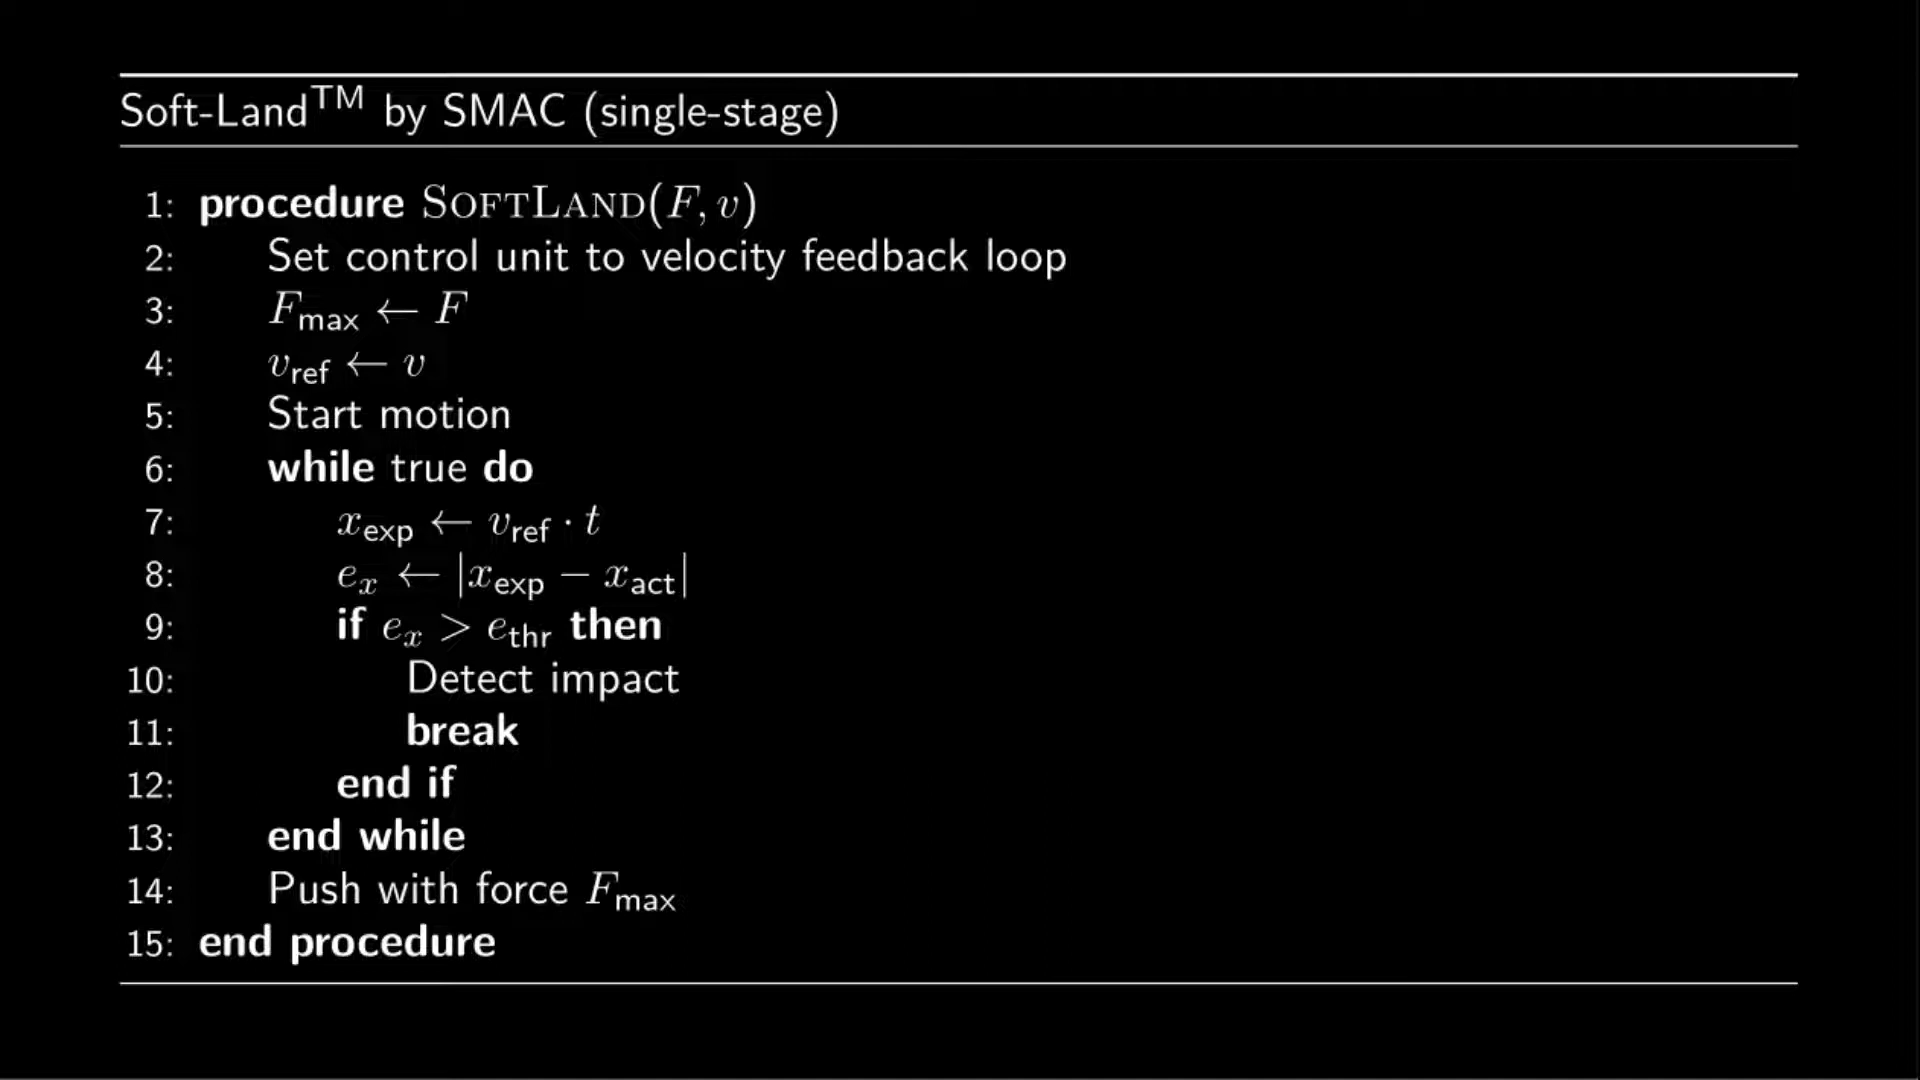 Soft-Land™ by SMAC (single-stage)
1: procedure SOFTLAND(F, v)
2: Set control unit to velocity feedback loop
3: F_max ← F
4: v_ref ← v
5: Start motion
6: while true do
7: x_exp ← v_ref · t
8: e_x ← |x_exp − x_act|
9: if e_x > e_thr then
10: Detect impact
11: break
12: end if
13: end while
14: Push with force F_max
15: end procedure